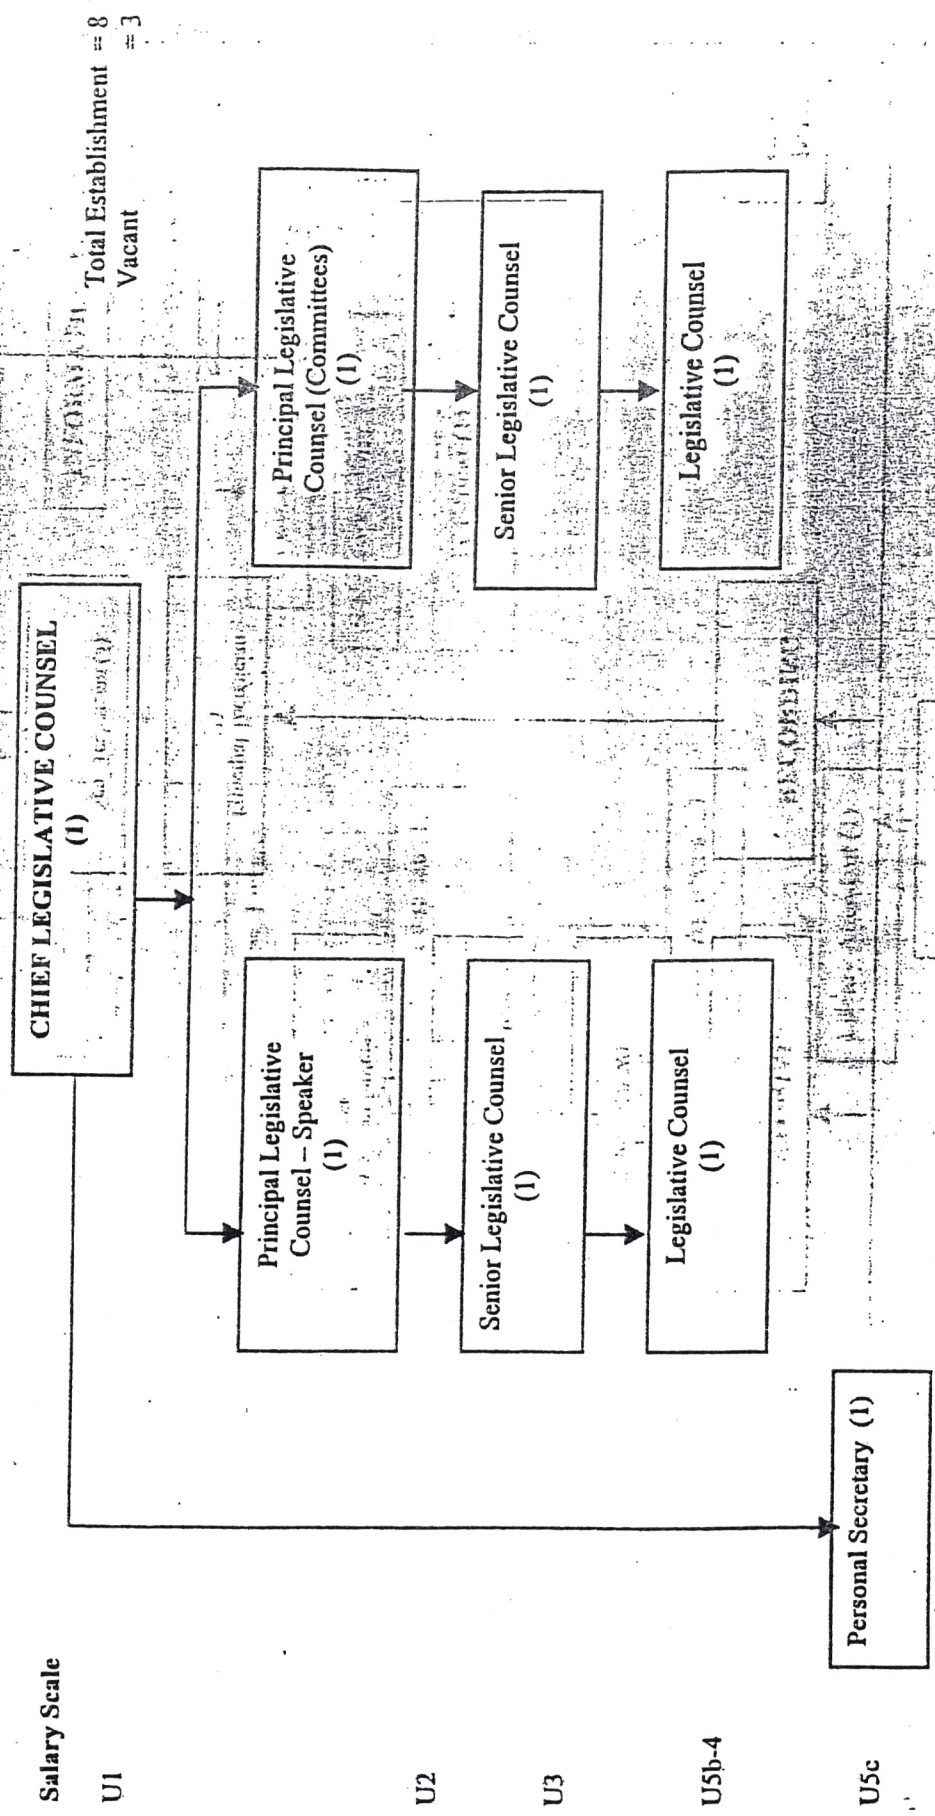 Salary Scale
Total Establishment = 8
Vacant = 3
U1
CHIEF LEGISLATIVE COUNSEL
(1)
U2
Principal Legislative
Counsel – Speaker
(1)
Principal Legislative
Counsel (Committees)
(1)
U3
Senior Legislative Counsel
(1)
Senior Legislative Counsel
(1)
U5b-4
Legislative Counsel
(1)
Legislative Counsel
(1)
U5c
Personal Secretary (1)